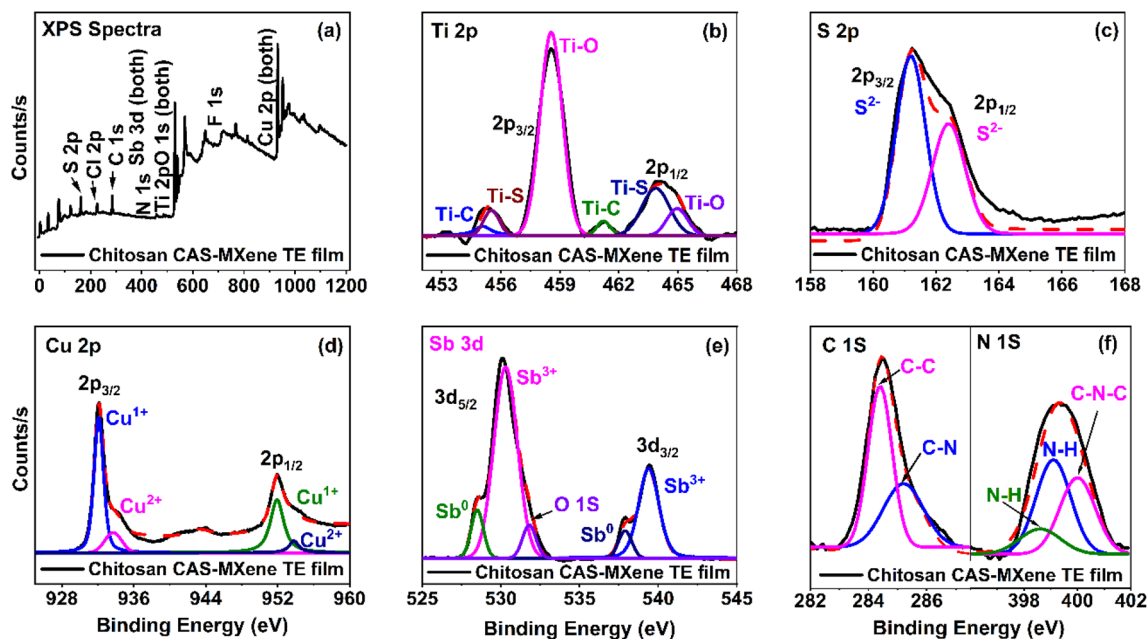 XPS Spectra
(a)
Counts/s
S 2p
Cl 2p
C 1s
N 1s
Sb 3d (both)
Ti 2pO 1s (both)
F 1s
Cu 2p (both)
Chitosan CAS-MXene TE film
0 200 400 600 800 1000 1200
Ti 2p
(b)
Ti-O
2p3/2
2p1/2
Ti-C
Ti-S
Ti-C
Ti-S
Ti-O
Chitosan CAS-MXene TE film
453 456 459 462 465 468
S 2p
(c)
2p3/2
S2-
2p1/2
S2-
Chitosan CAS-MXene TE film
158 160 162 164 166 168
Cu 2p
(d)
Counts/s
2p3/2
Cu1+
Cu2+
2p1/2
Cu1+
Cu2+
Chitosan CAS-MXene TE film
928 936 944 952 960
Binding Energy (eV)
Sb 3d
(e)
Sb3+
3d5/2
3d3/2
Sb3+
Sb0
O 1S
Sb0
Chitosan CAS-MXene TE film
525 530 535 540 545
Binding Energy (eV)
C 1S
N 1S
(f)
C-C
C-N
C-N-C
N-H
N-H
Chitosan CAS-MXene TE film
282 284 286 398 400 402
Binding Energy (eV)